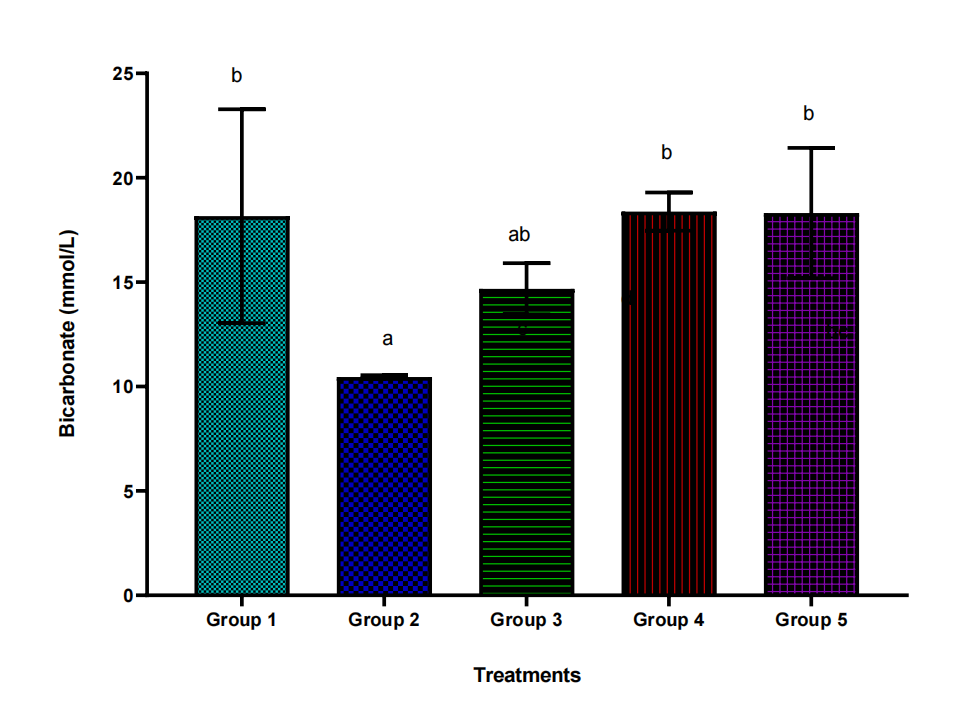 25
20
15
10
5
0
Bicarbonate (mmol/L)
b
a
ab
b
b
Group 1
Group 2
Group 3
Group 4
Group 5
Treatments